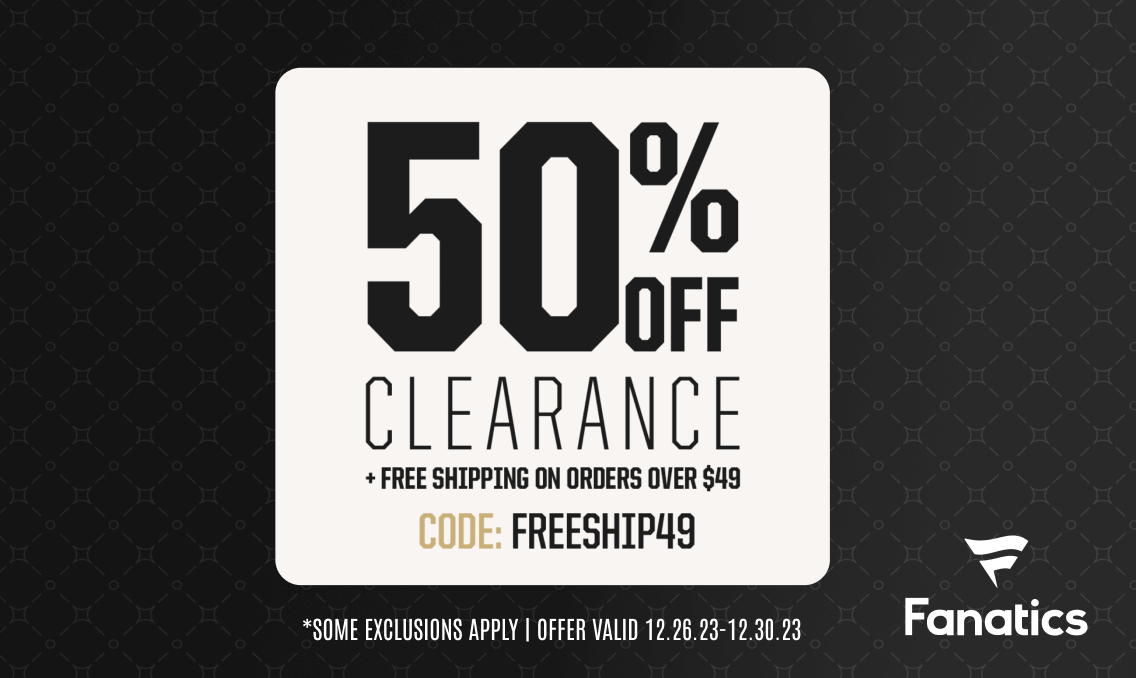 50% OFF
CLEARANCE
+ FREE SHIPPING ON ORDERS OVER $49
CODE: FREESHIP49
*SOME EXCLUSIONS APPLY | OFFER VALID 12.26.23-12.30.23
Fanatics